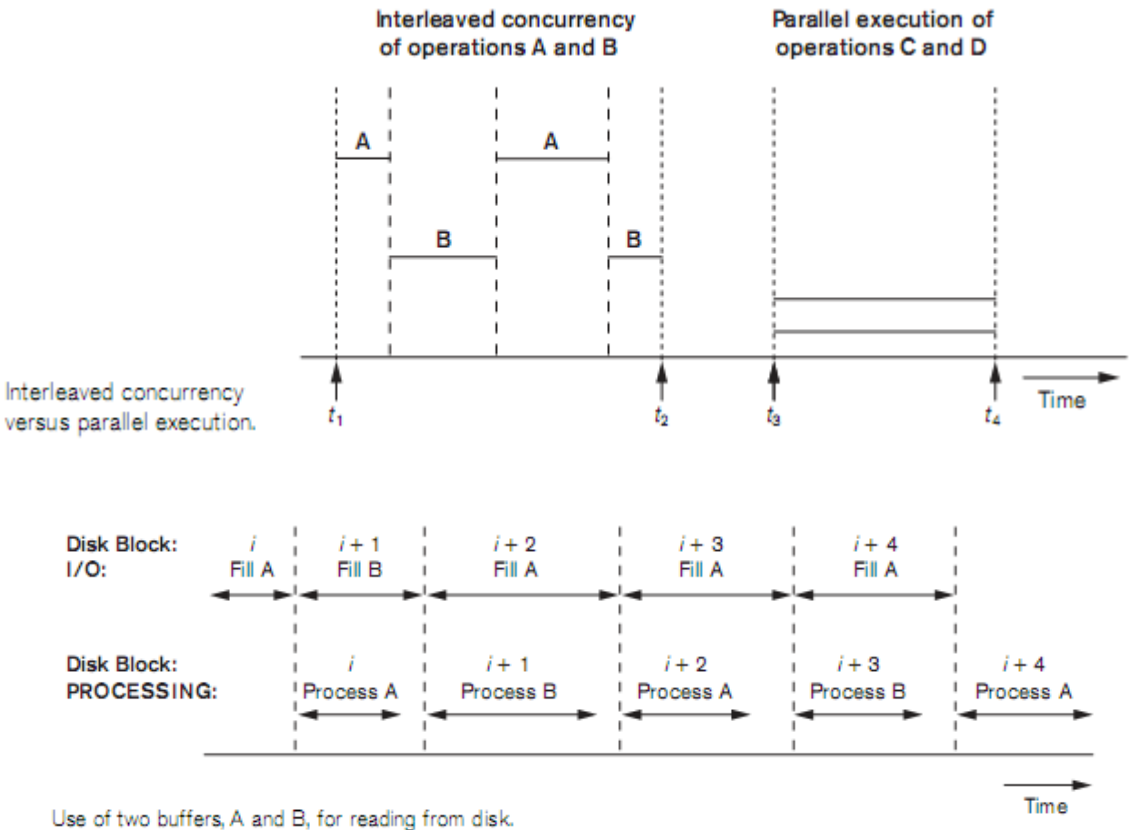 Interleaved concurrency
of operations A and B
Parallel execution of
operations C and D
A
A
B
B
t1
t2
t3
t4
Time
Interleaved concurrency
versus parallel execution.
Disk Block:
I/O:
i
Fill A
i + 1
Fill B
i + 2
Fill A
i + 3
Fill A
i + 4
Fill A
Disk Block:
PROCESSING:
i
Process A
i + 1
Process B
i + 2
Process A
i + 3
Process B
i + 4
Process A
Time
Use of two buffers, A and B, for reading from disk.